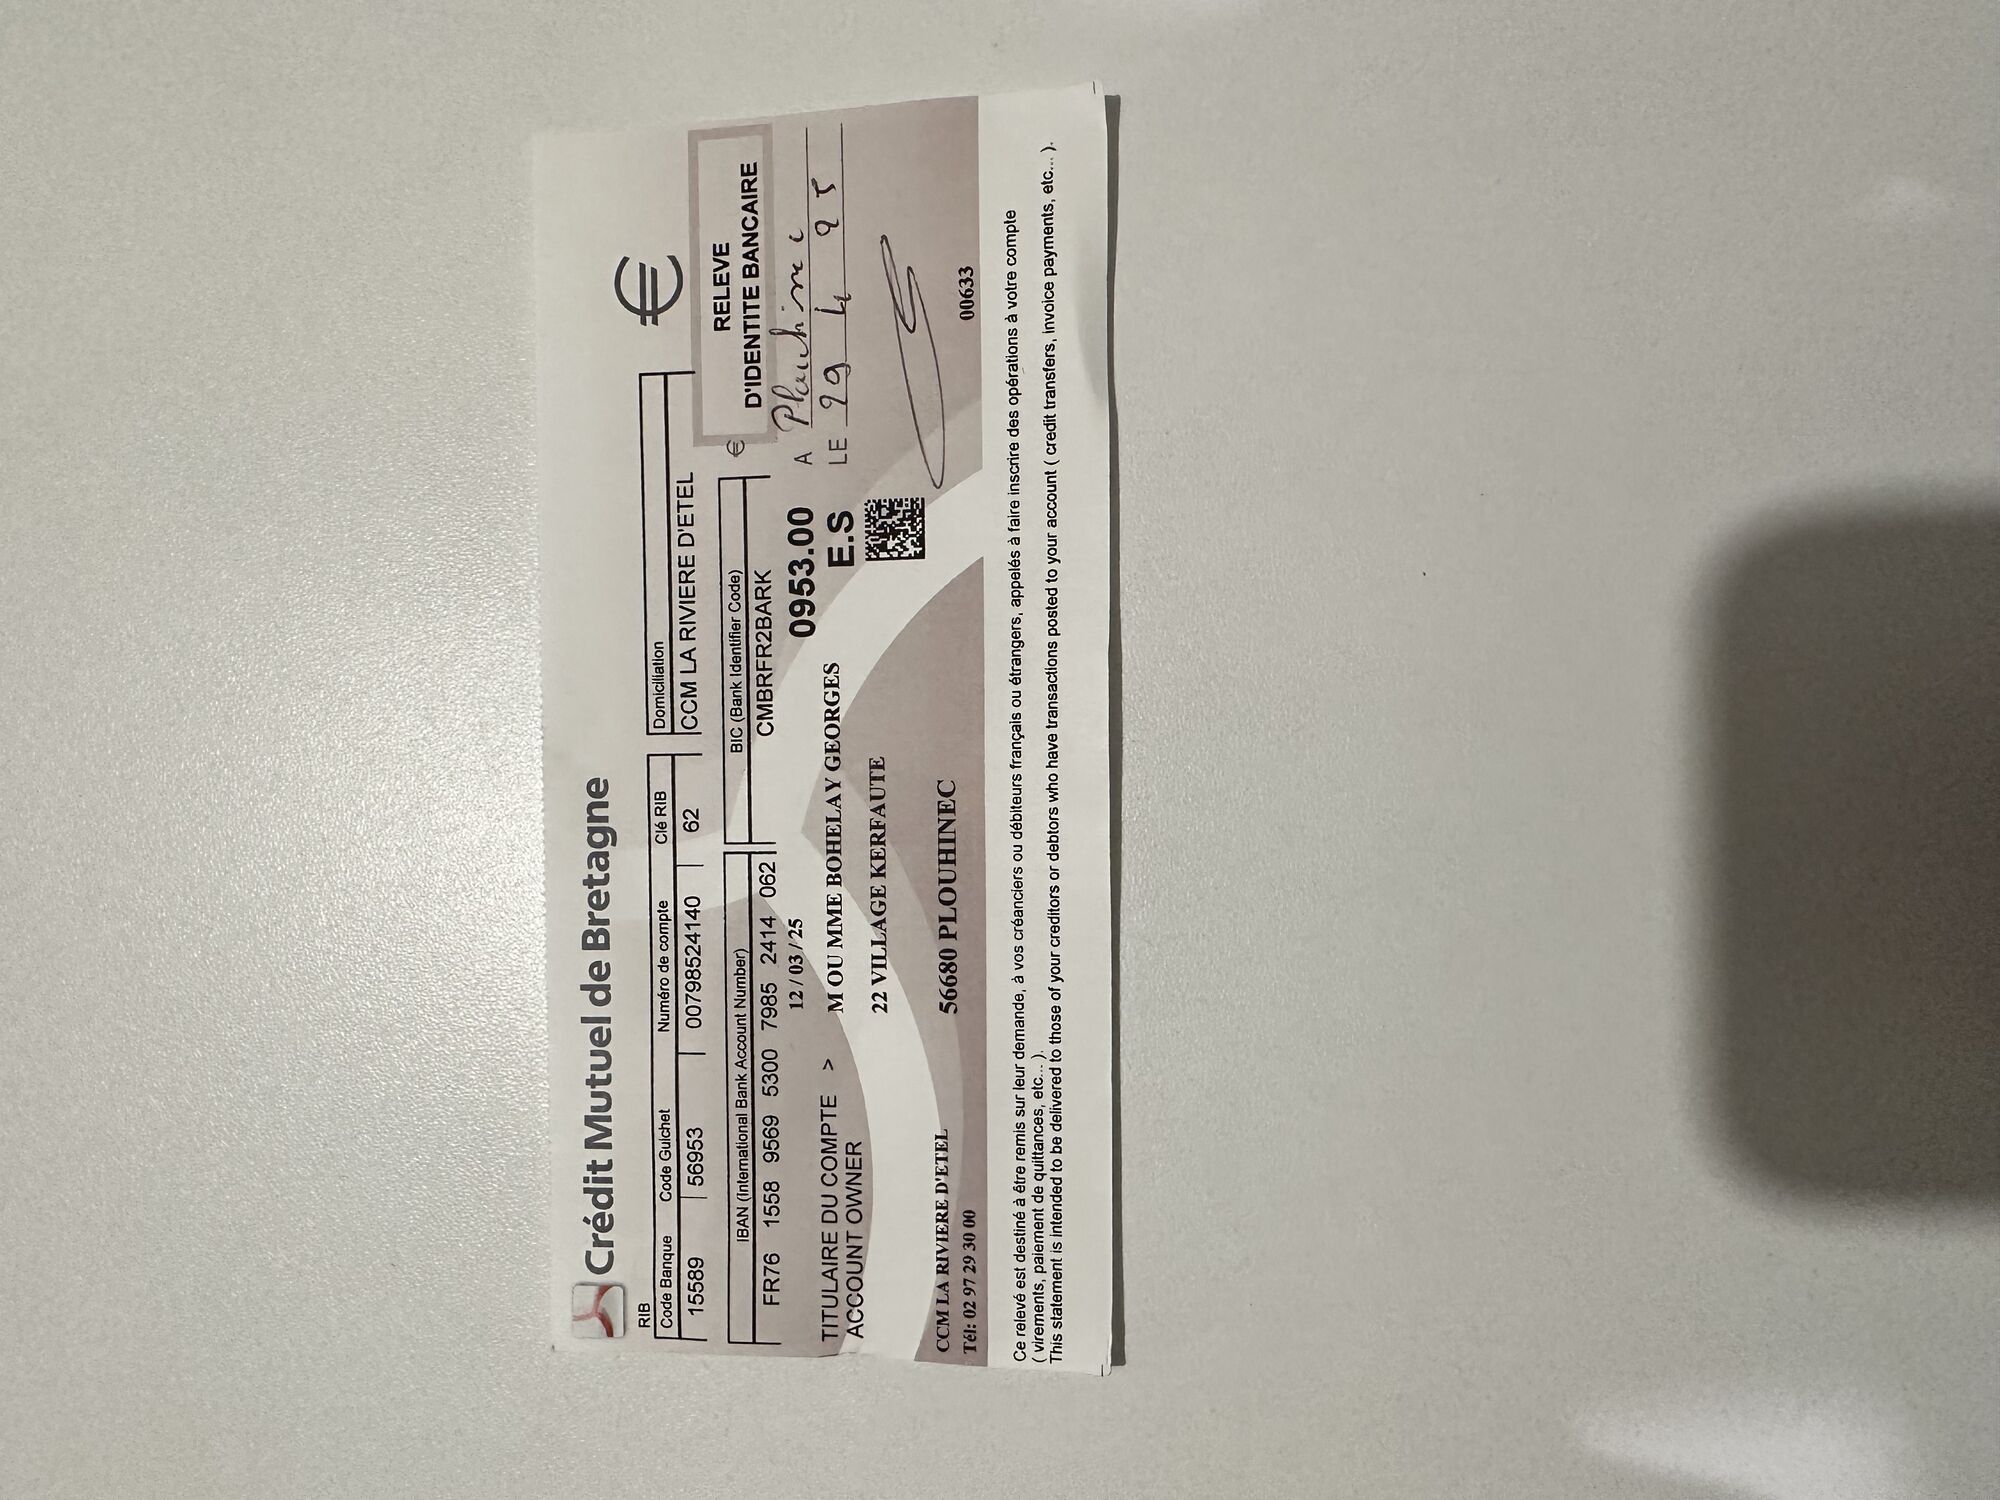 Crédit Mutuel de Bretagne
RIB
Code Banque Code Guichet Numéro de compte Clé RIB
15589 56953 00798524140 62
Domiciliation
CCM LA RIVIERE D'ETEL
€
IBAN (International Bank Account Number)
FR76 1558 9569 5300 7985 2414 062
BIC (Bank Identifier Code)
CMBRFR2BARK
€
RELEVE
D'IDENTITE BANCAIRE
12 / 03 / 25
0953.00
E.S
A
LE 29 4 25
TITULAIRE DU COMPTE >
ACCOUNT OWNER
M OU MME BOHELAY GEORGES
22 VILLAGE KERFAUTE
56680 PLOUHINEC
CCM LA RIVIERE D'ETEL
Tél: 02 97 29 30 00
00633
Ce relevé est destiné à être remis sur leur demande, à vos créanciers ou débiteurs français ou étrangers, appelés à faire inscrire des opérations à votre compte
( virements, paiement de quittances, etc... ).
This statement is intended to be delivered to those of your creditors or debtors who have transactions posted to your account ( credit transfers, invoice payments, etc... ).